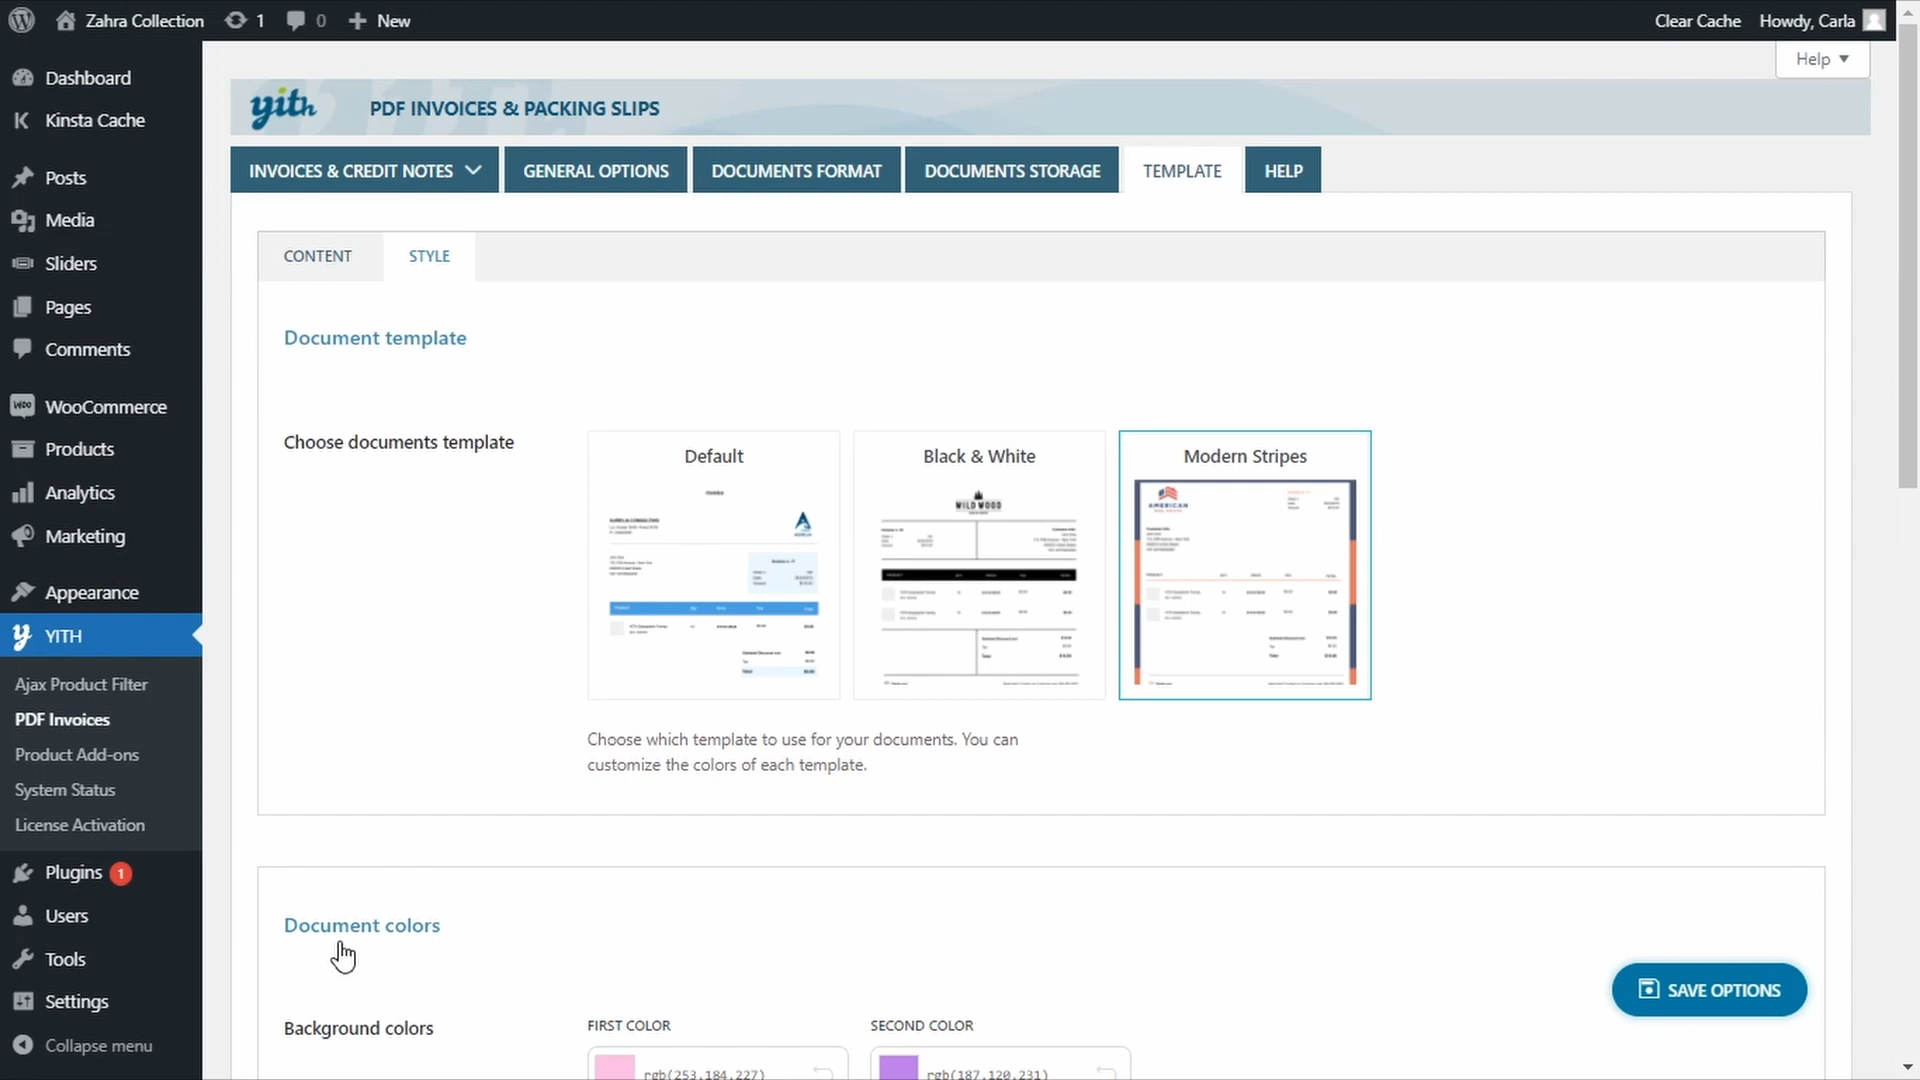 Zahra Collection
1
0
New
Clear Cache
Howdy, Carla
Help
Dashboard
Kinsta Cache
Posts
Media
Sliders
Pages
Comments
WooCommerce
Products
Analytics
Marketing
Appearance
YITH
Ajax Product Filter
PDF Invoices
Product Add-ons
System Status
License Activation
Plugins 1
Users
Tools
Settings
Collapse menu
yith
PDF INVOICES & PACKING SLIPS
INVOICES & CREDIT NOTES
GENERAL OPTIONS
DOCUMENTS FORMAT
DOCUMENTS STORAGE
TEMPLATE
HELP
CONTENT
STYLE
Document template
Choose documents template
Default
Black & White
Modern Stripes
WILD WOOD
AMERICAN
Choose which template to use for your documents. You can
customize the colors of each template.
Document colors
Background colors
FIRST COLOR
SECOND COLOR
rgb(253,184,227)
rgb(187,120,231)
SAVE OPTIONS